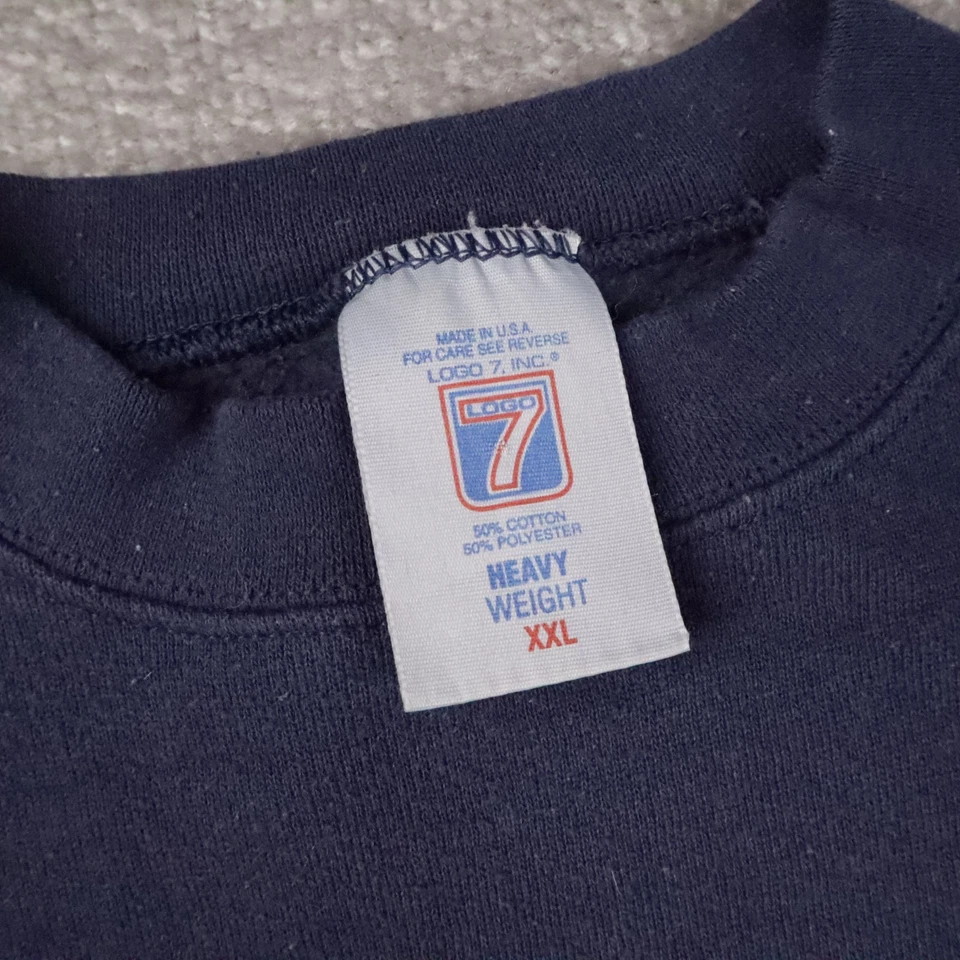 MADE IN U.S.A.
FOR CARE SEE REVERSE
LOGO 7, INC.®
LOGO
7
50% COTTON
50% POLYESTER
HEAVY
WEIGHT
XXL